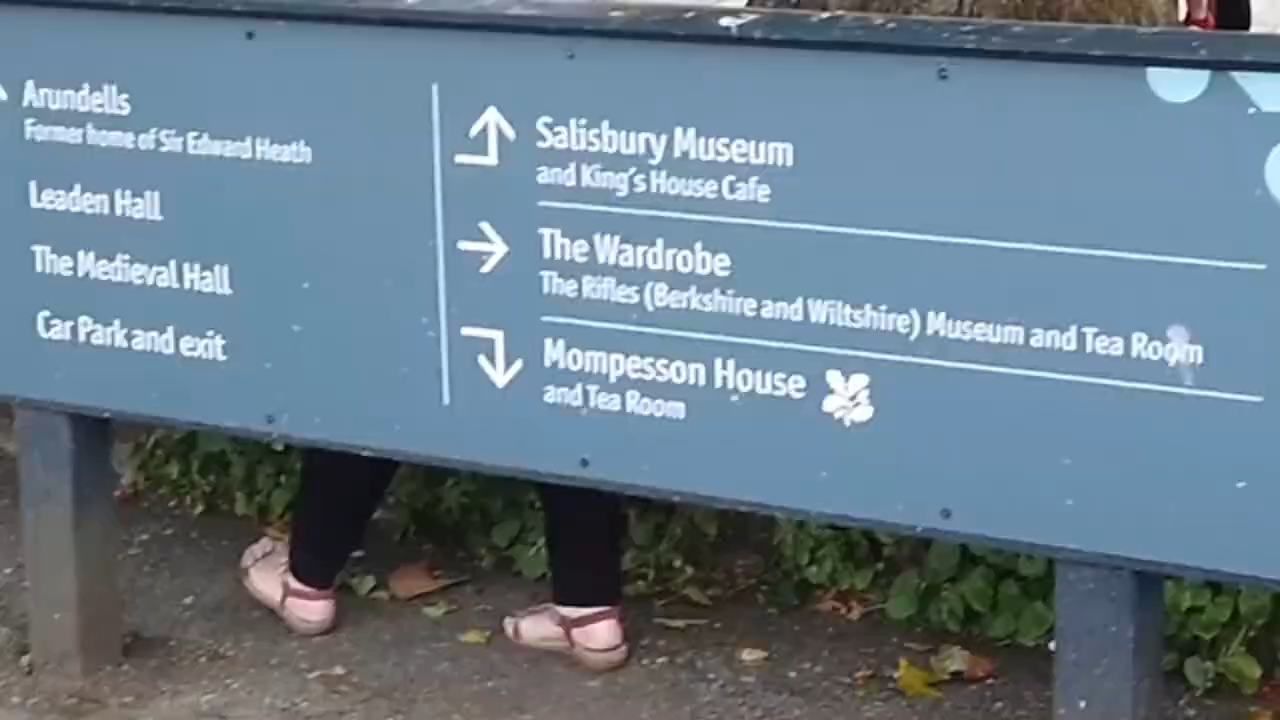 Arundells
Former home of Sir Edward Heath
Leaden Hall
The Medieval Hall
Car Park and exit
Salisbury Museum
and King's House Cafe
The Wardrobe
The Rifles (Berkshire and Wiltshire) Museum and Tea Room
Mompesson House
and Tea Room